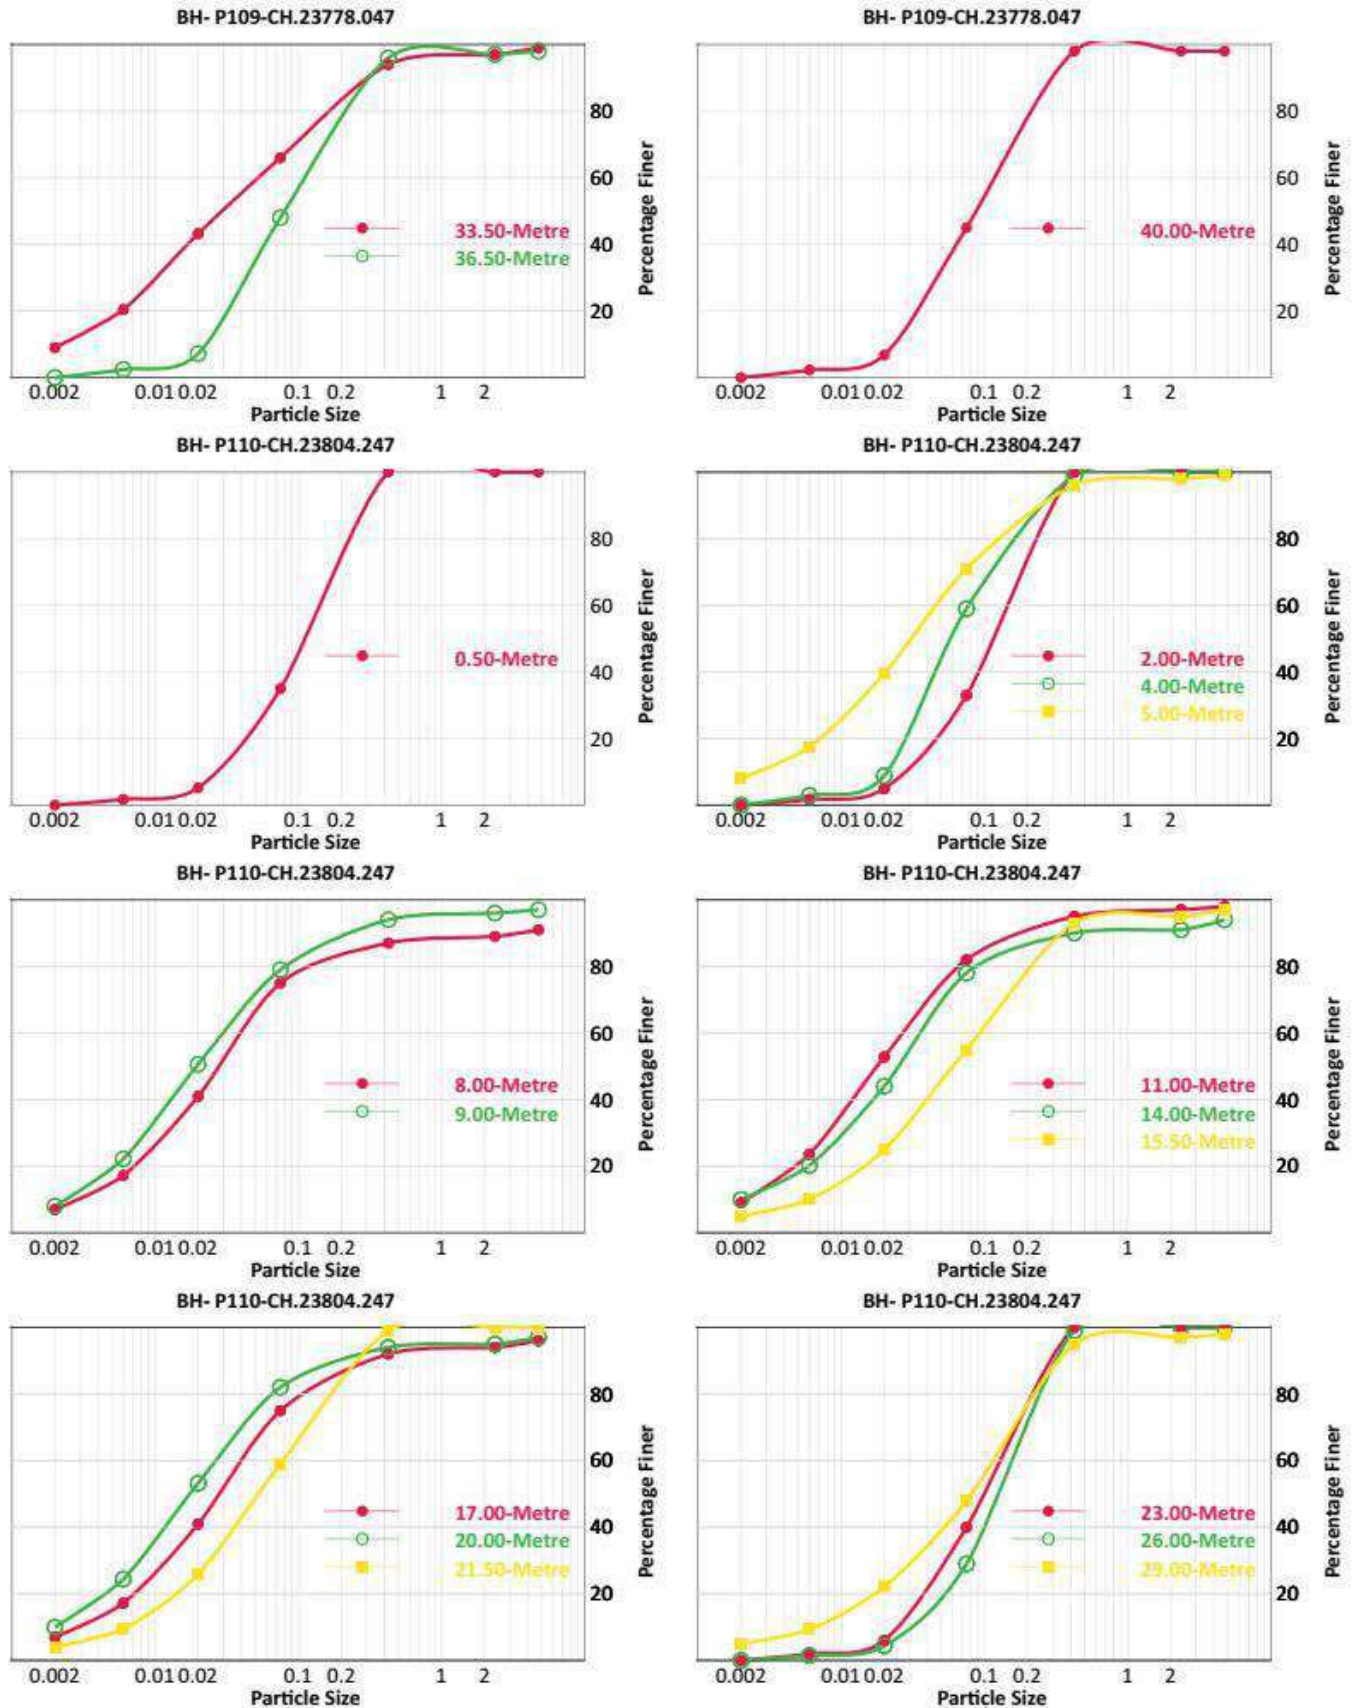 BH- P109-CH.23778.047
80
60
40
20
Percentage Finer
33.50-Metre
36.50-Metre
0.002 0.01 0.02 0.1 0.2 1 2
Particle Size
BH- P109-CH.23778.047
80
60
40
20
Percentage Finer
40.00-Metre
0.002 0.01 0.02 0.1 0.2 1 2
Particle Size
BH- P110-CH.23804.247
80
60
40
20
Percentage Finer
0.50-Metre
0.002 0.01 0.02 0.1 0.2 1 2
Particle Size
BH- P110-CH.23804.247
80
60
40
20
Percentage Finer
2.00-Metre
4.00-Metre
5.00-Metre
0.002 0.01 0.02 0.1 0.2 1 2
Particle Size
BH- P110-CH.23804.247
80
60
40
20
Percentage Finer
8.00-Metre
9.00-Metre
0.002 0.01 0.02 0.1 0.2 1 2
Particle Size
BH- P110-CH.23804.247
80
60
40
20
Percentage Finer
11.00-Metre
14.00-Metre
15.50-Metre
0.002 0.01 0.02 0.1 0.2 1 2
Particle Size
BH- P110-CH.23804.247
80
60
40
20
Percentage Finer
17.00-Metre
20.00-Metre
21.50-Metre
0.002 0.01 0.02 0.1 0.2 1 2
Particle Size
BH- P110-CH.23804.247
80
60
40
20
Percentage Finer
23.00-Metre
26.00-Metre
29.00-Metre
0.002 0.01 0.02 0.1 0.2 1 2
Particle Size